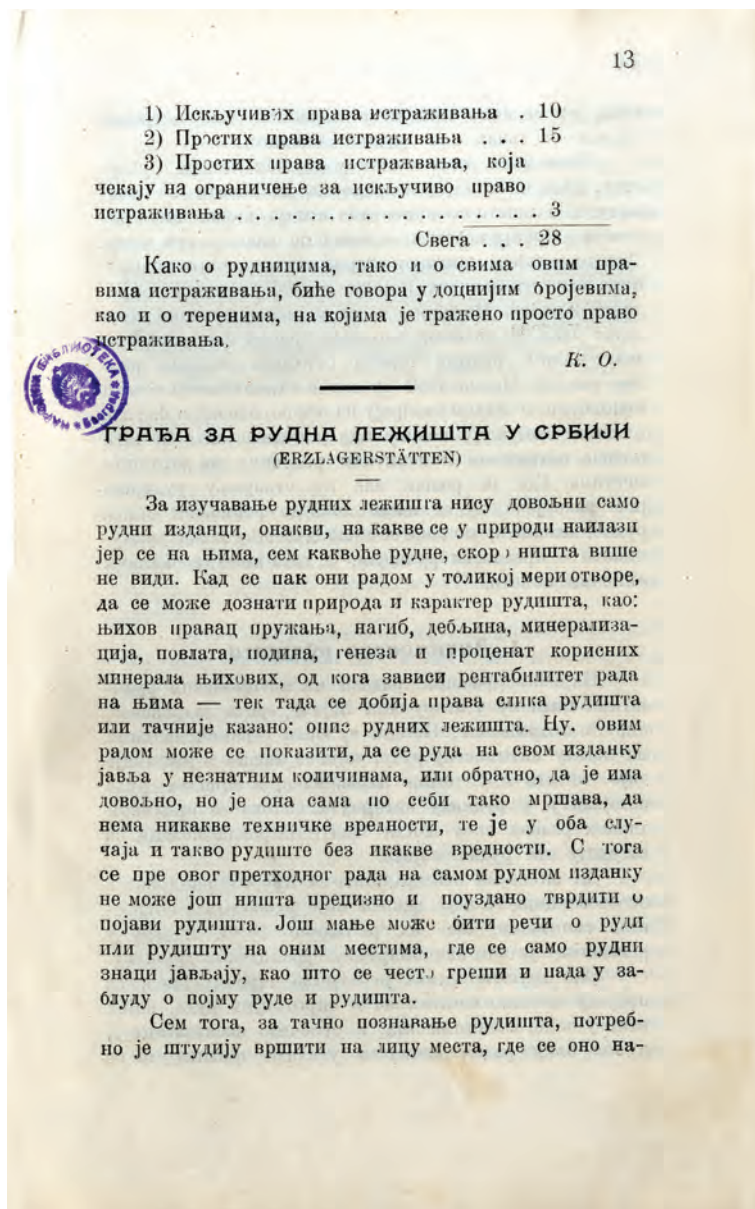 13
1) Искључивих права истраживања . 10
2) Простих права истраживања . . . 15
3) Простих права истражвања, која
чекају на ограничење за искључиво право
истраживања . . . . . . . . . . . . . . . . . 3
Свега . . . 28
Како о рудницима, тако и о свима овим пра-
вима истраживања, биће говора у доцнијим бројевима,
као и о теренима, на којима је тражено просто право
истраживања.
К. О.
НАРОДНА БИБЛИОТЕКА • Београд •
ГРАЂА ЗА РУДНА ЛЕЖИШТА У СРБИЈИ
(ERZLAGERSTÄTTEN)
За изучавање рудних лежишта нису довољни само
рудни изданци, онакви, на какве се у природи наилази
јер се на њима, сем каквоће рудне, скоро ништа више
не види. Кад се пак они радом у толикој мери отворе,
да се може дознати природа и карактер рудишта, као:
њихов правац пружања, нагиб, дебљина, минерализа-
ција, повлата, подина, генеза и проценат корисних
минерала њихових, од кога зависи рентабилитет рада
на њима — тек тада се добија права слика рудишта
или тачније казано: опис рудних лежишта. Ну. овим
радом може се показити, да се руда на свом изданку
јавља у незнатним количинама, или обратно, да је има
довољно, но је она сама по себи тако мршава, да
нема никакве техничке вредности, те је у оба слу-
чаја и такво рудиште без икакве вредности. С тога
се пре овог претходног рада на самом рудном изданку
не може још ништа прецизно и поуздано тврдити о
појави рудишта. Још мање може бити речи о руди
или рудишту на оним местима, где се само рудни
знаци јављају, као што се често греши и пада у за-
блуду о појму руде и рудишта.
Сем тога, за тачно познавање рудишта, потреб-
но је штудију вршити на лицу места, где се оно на-